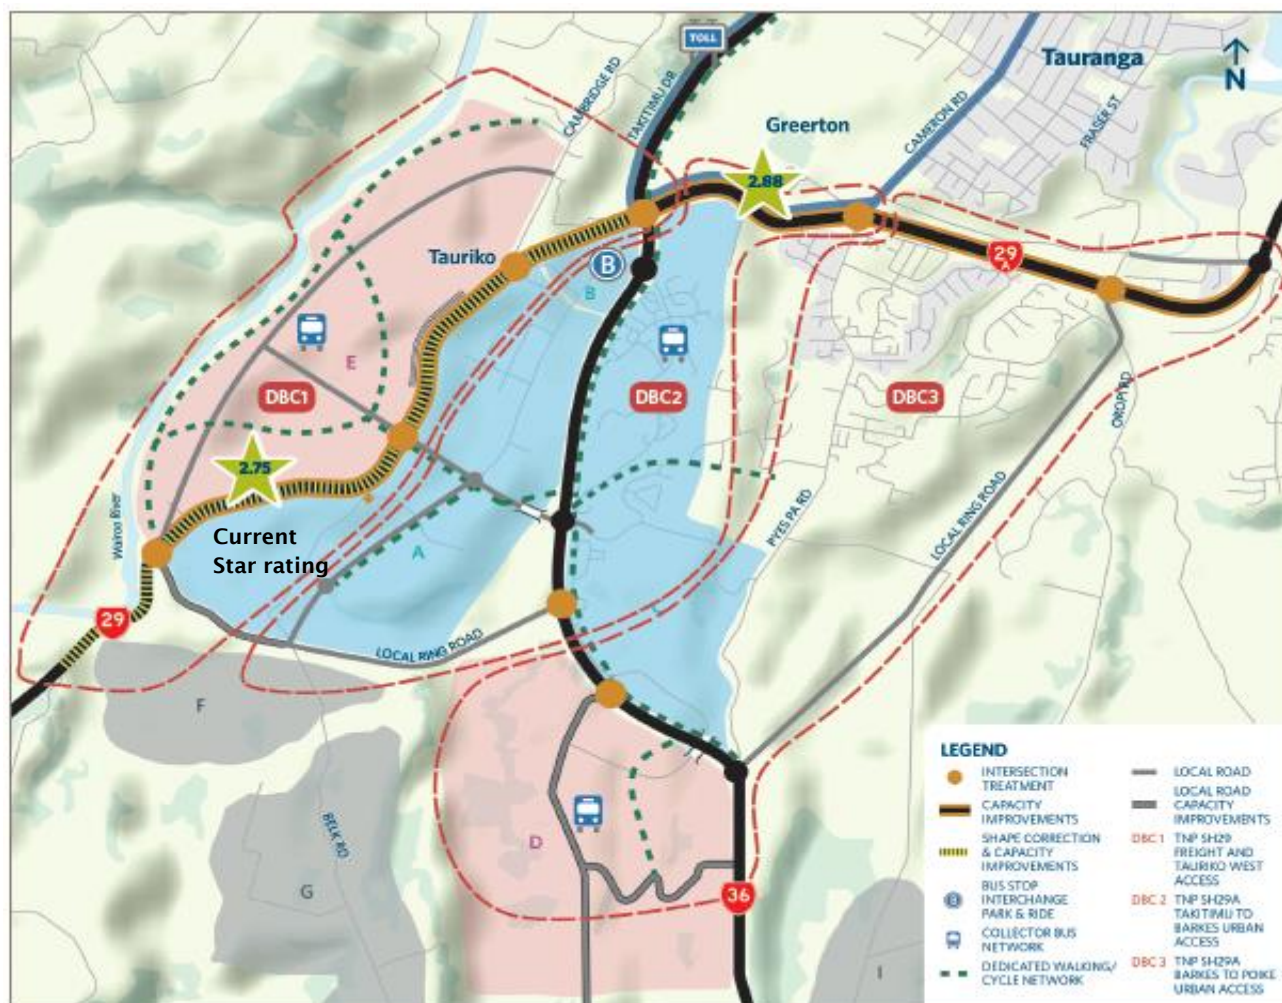 TOLL
Tauranga
N
CAMBRIDGE RD
TAKITIMU DR
Greerton
CAMERON RD
FRASER ST
2.88
Tauriko
B
B
29
A
E
DBC1
DBC2
DBC3
2.75
Wairoa River
Current
Star rating
A
C
PYES PA RD
LOCAL RING ROAD
OROPI RD
29
LOCAL RING ROAD
F
BELK RD
G
D
36
I
LEGEND
INTERSECTION
TREATMENT
CAPACITY
IMPROVEMENTS
SHAPE CORRECTION
& CAPACITY
IMPROVEMENTS
B
BUS STOP
INTERCHANGE
PARK & RIDE
COLLECTOR BUS
NETWORK
DEDICATED WALKING/
CYCLE NETWORK
LOCAL ROAD
LOCAL ROAD
CAPACITY
IMPROVEMENTS
DBC 1 TNP SH29
FREIGHT AND
TAURIKO WEST
ACCESS
DBC 2 TNP SH29A
TAKITIMU TO
BARKES URBAN
ACCESS
DBC 3 TNP SH29A
BARKES TO POIKE
URBAN ACCESS